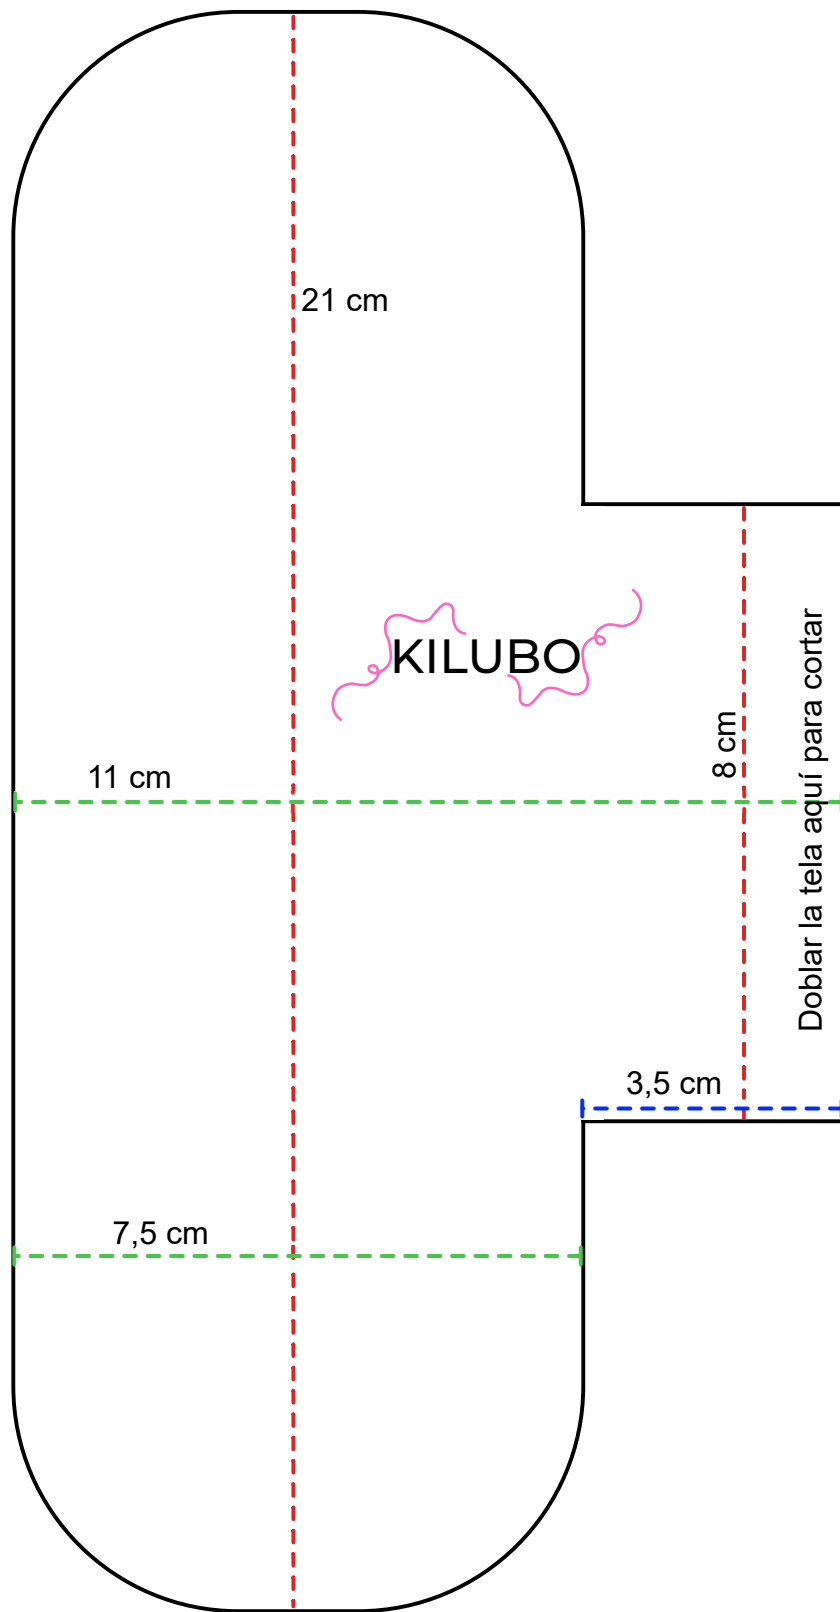 21 cm
KILUBO
8 cm
11 cm
Doblar la tela aquí para cortar
3,5 cm
7,5 cm